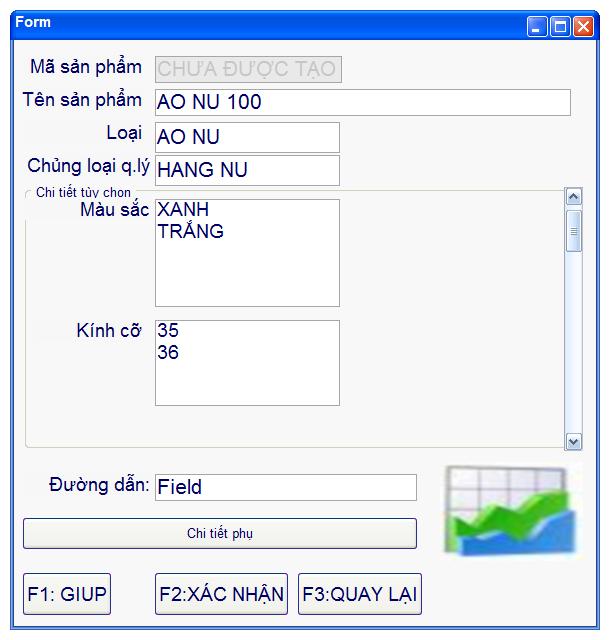 Form
Mã sản phẩm CHƯA ĐƯỢC TẠO
Tên sản phẩm AO NU 100
Loại AO NU
Chủng loại q.lý HANG NU
Chi tiết tùy chọn
Màu sắc XANH
TRẮNG
Kính cỡ 35
36
Đường dẫn: Field
Chi tiết phụ
F1: GIUP F2:XÁC NHẬN F3:QUAY LẠI